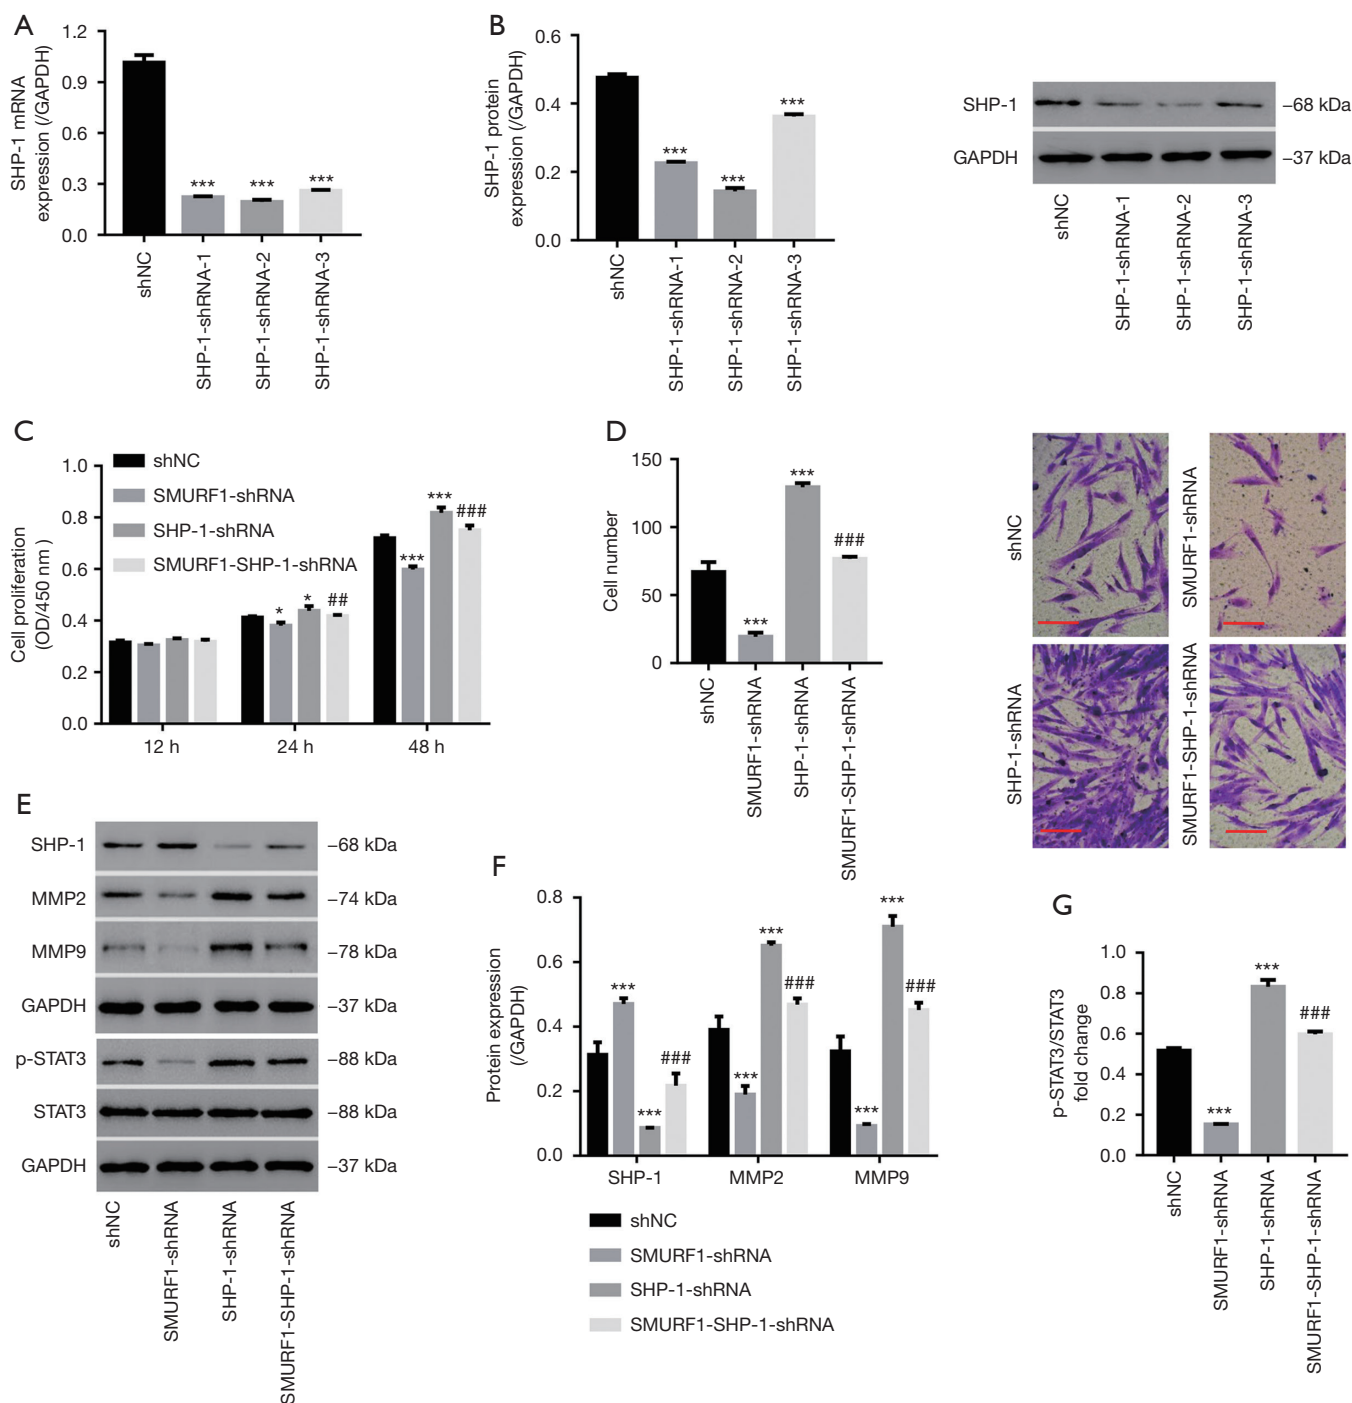 A
SHP-1 mRNA
expression (/GAPDH)
1.2
0.9
0.6
0.3
0.0
***
***
***
shNC
SHP-1-shRNA-1
SHP-1-shRNA-2
SHP-1-shRNA-3
B
SHP-1 protein
expression (/GAPDH)
0.6
0.4
0.2
0.0
***
***
***
shNC
SHP-1-shRNA-1
SHP-1-shRNA-2
SHP-1-shRNA-3
SHP-1
–68 kDa
GAPDH
–37 kDa
shNC
SHP-1-shRNA-1
SHP-1-shRNA-2
SHP-1-shRNA-3
C
Cell proliferation
(OD/450 nm )
1.0
0.8
0.6
0.4
0.2
0.0
shNC
SMURF1-shRNA
SHP-1-shRNA
SMURF1-SHP-1-shRNA
*
*
##
***
***
###
12 h
24 h
48 h
D
Cell number
150
100
50
0
***
***
###
shNC
SMURF1-shRNA
SHP-1-shRNA
SMURF1-SHP-1-shRNA
shNC
SMURF1-shRNA
SHP-1-shRNA
SMURF1-SHP-1-shRNA
E
SHP-1
–68 kDa
MMP2
–74 kDa
MMP9
–78 kDa
GAPDH
–37 kDa
p-STAT3
–88 kDa
STAT3
–88 kDa
GAPDH
–37 kDa
shNC
SMURF1-shRNA
SHP-1-shRNA
SMURF1-SHP-1-shRNA
F
Protein expression
(/GAPDH)
0.8
0.6
0.4
0.2
0.0
***
***
###
***
***
###
***
***
###
SHP-1
MMP2
MMP9
shNC
SMURF1-shRNA
SHP-1-shRNA
SMURF1-SHP-1-shRNA
G
p-STAT3/STAT3
fold change
1.0
0.8
0.6
0.4
0.2
0.0
***
***
###
shNC
SMURF1-shRNA
SHP-1-shRNA
SMURF1-SHP-1-shRNA